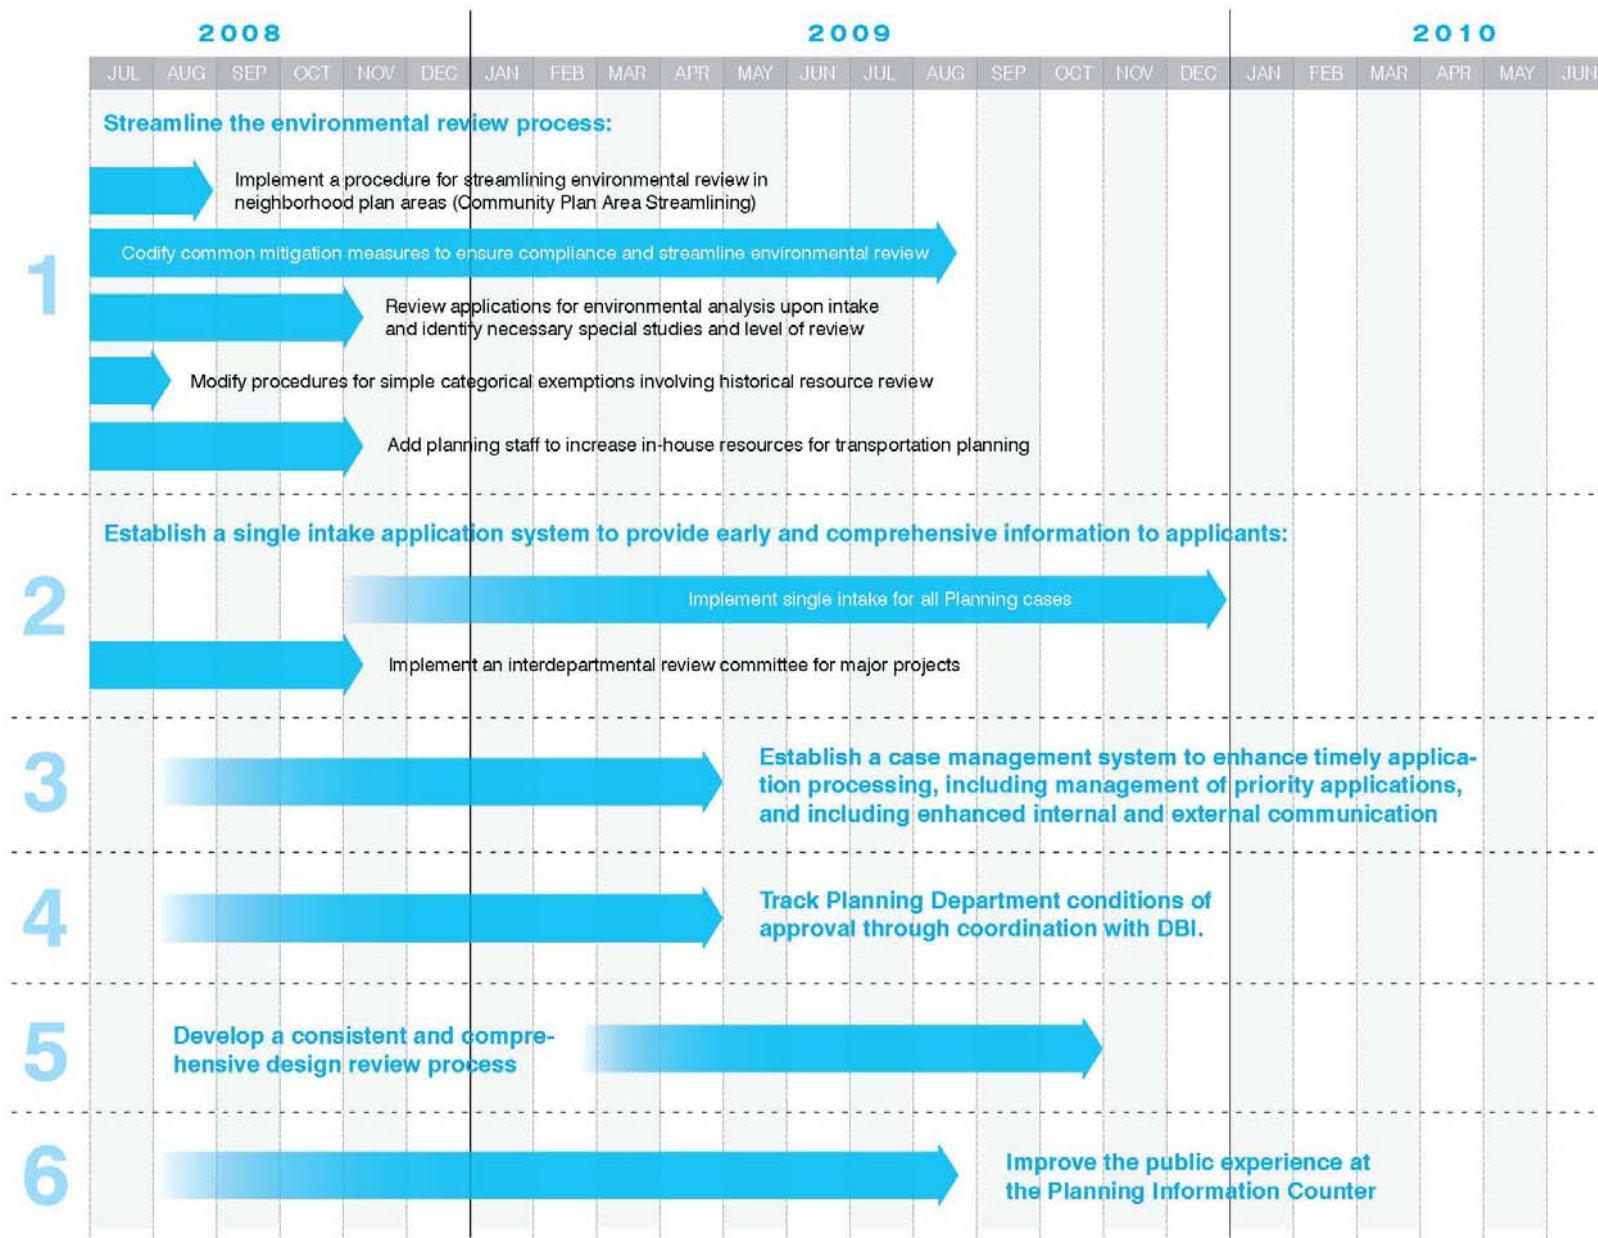 2008 2009 2010
JUL AUG SEP OCT NOV DEC JAN FEB MAR APR MAY JUN JUL AUG SEP OCT NOV DEC JAN FEB MAR APR MAY JUN
1
Streamline the environmental review process:
Implement a procedure for streamlining environmental review in
neighborhood plan areas (Community Plan Area Streamlining)
Codify common mitigation measures to ensure compliance and streamline environmental review
Review applications for environmental analysis upon intake
and identify necessary special studies and level of review
Modify procedures for simple categorical exemptions involving historical resource review
Add planning staff to increase in-house resources for transportation planning
2
Establish a single intake application system to provide early and comprehensive information to applicants:
Implement single intake for all Planning cases
Implement an interdepartmental review committee for major projects
3
Establish a case management system to enhance timely applica-
tion processing, including management of priority applications,
and including enhanced internal and external communication
4
Track Planning Department conditions of
approval through coordination with DBI.
5
Develop a consistent and compre-
hensive design review process
6
Improve the public experience at
the Planning Information Counter